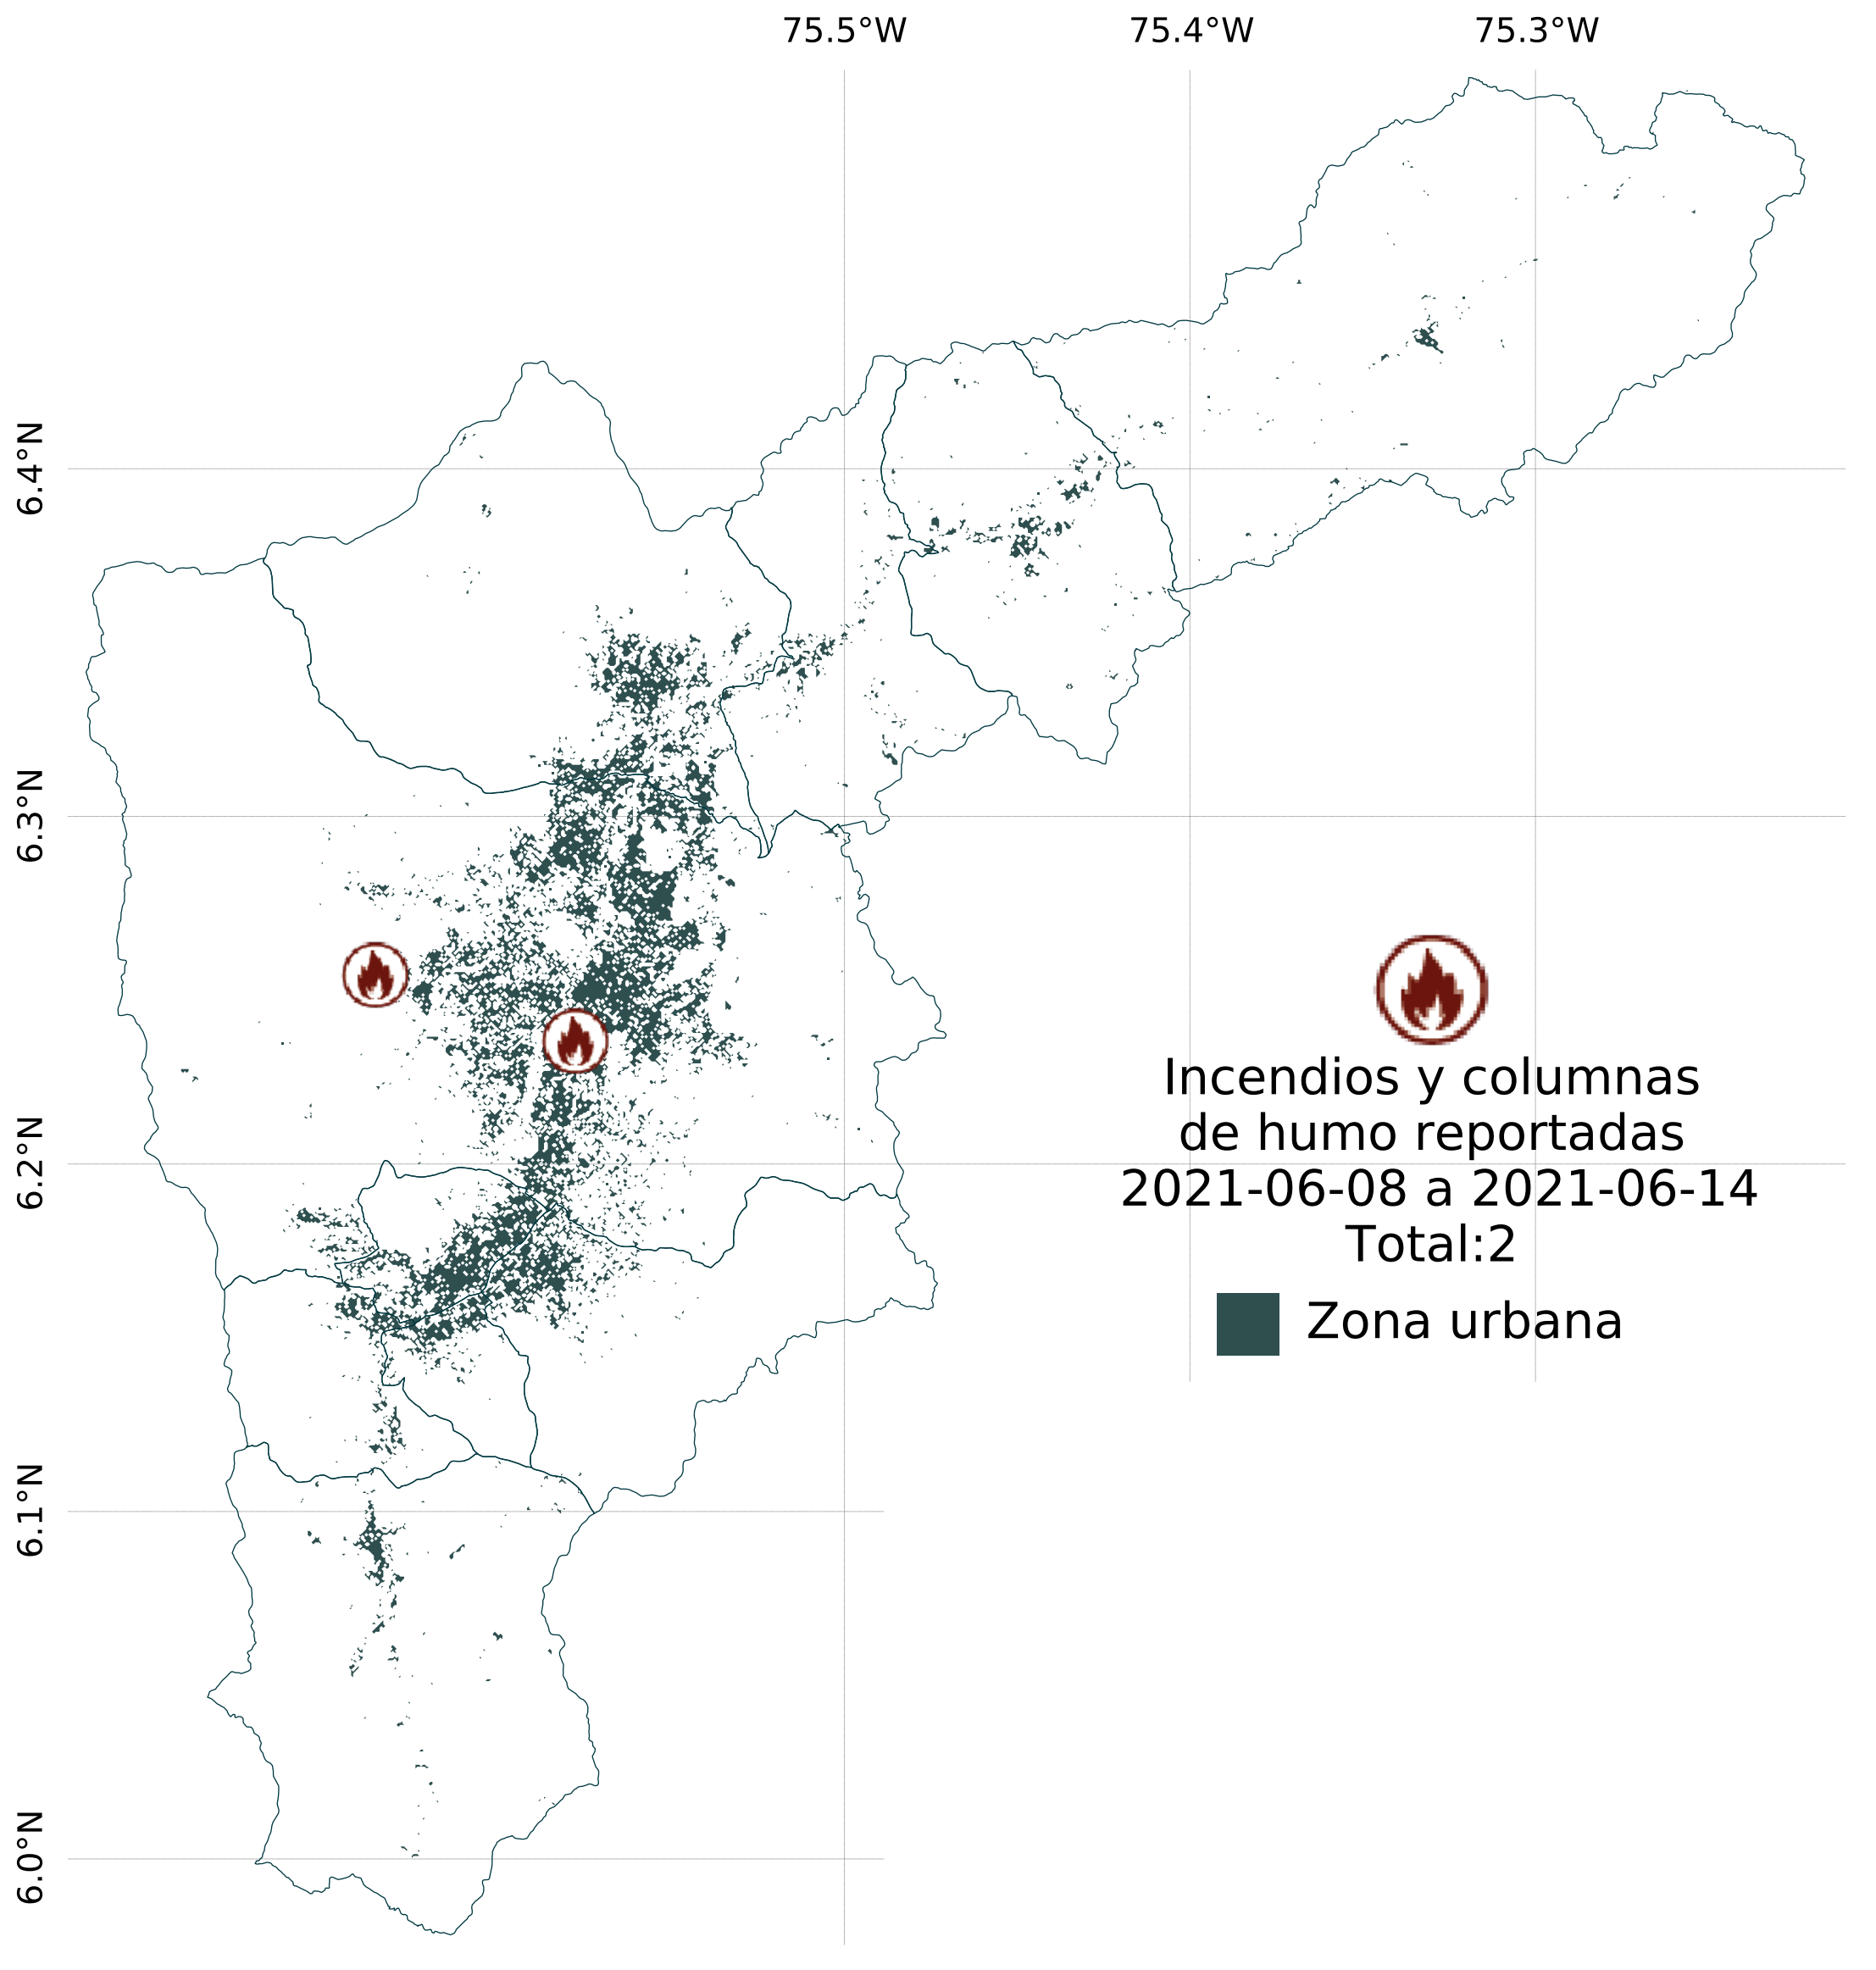 75.5°W
75.4°W
75.3°W
6.4°N
6.3°N
6.2°N
6.1°N
6.0°N
Incendios y columnas
de humo reportadas
2021-06-08 a 2021-06-14
Total:2
Zona urbana